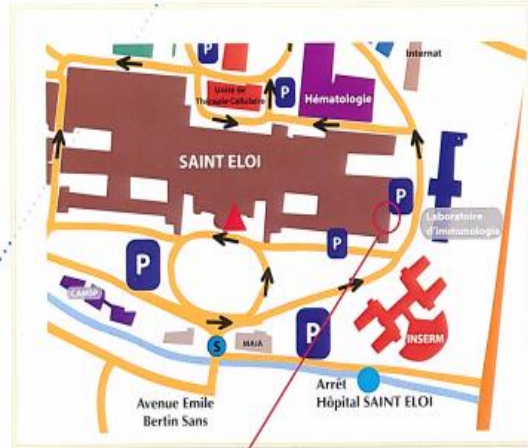 P
Internat
Unité de
Thérapie Cellulaire
P
Hématologie
P
SAINT ELOI
P
Laboratoire
d'immunologie
P
P
CAMSP
P
INSERM
S
MAIA
Avenue Emile
Bertin Sans
Arrêt
Hôpital SAINT ELOI